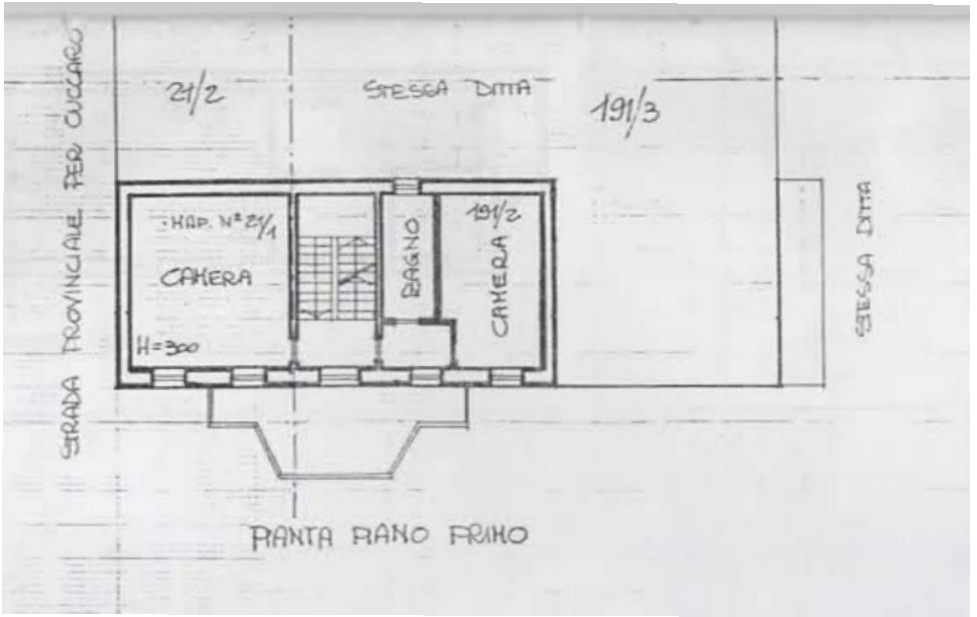 21/2
STESSA DITTA
191/3
STRADA PROVINCIALE PER CUCCARO
MAP. N° 21/1
191/2
CAMERA
BAGNO
CAMERA
STESSA DITTA
H=300
PIANTA PIANO PRIMO